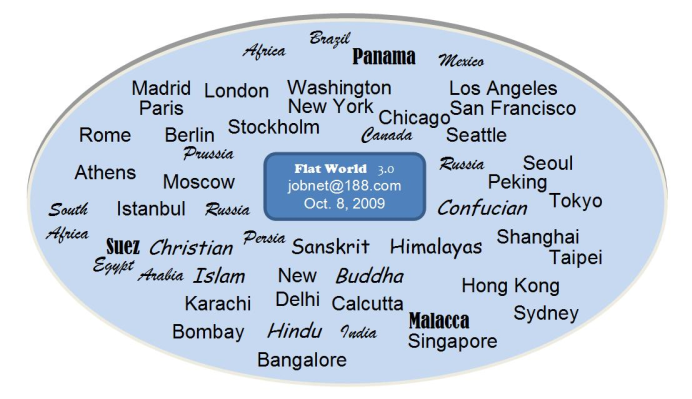 Brazil
Africa
Panama
Mexico
Madrid London Washington Los Angeles
Paris New York Chicago San Francisco
Rome Berlin Stockholm Canada Seattle
Prussia
Flat World 3.0
jobnet@188.com
Oct. 8, 2009
Athens Moscow Russia Seoul
Peking
South Istanbul Russia Confucian Tokyo
Africa
Suez Christian Persia Sanskrit Himalayas Shanghai
Taipei
Egypt Arabia Islam New Buddha Hong Kong
Karachi Delhi Calcutta
Bombay Hindu India Malacca Sydney
Singapore
Bangalore